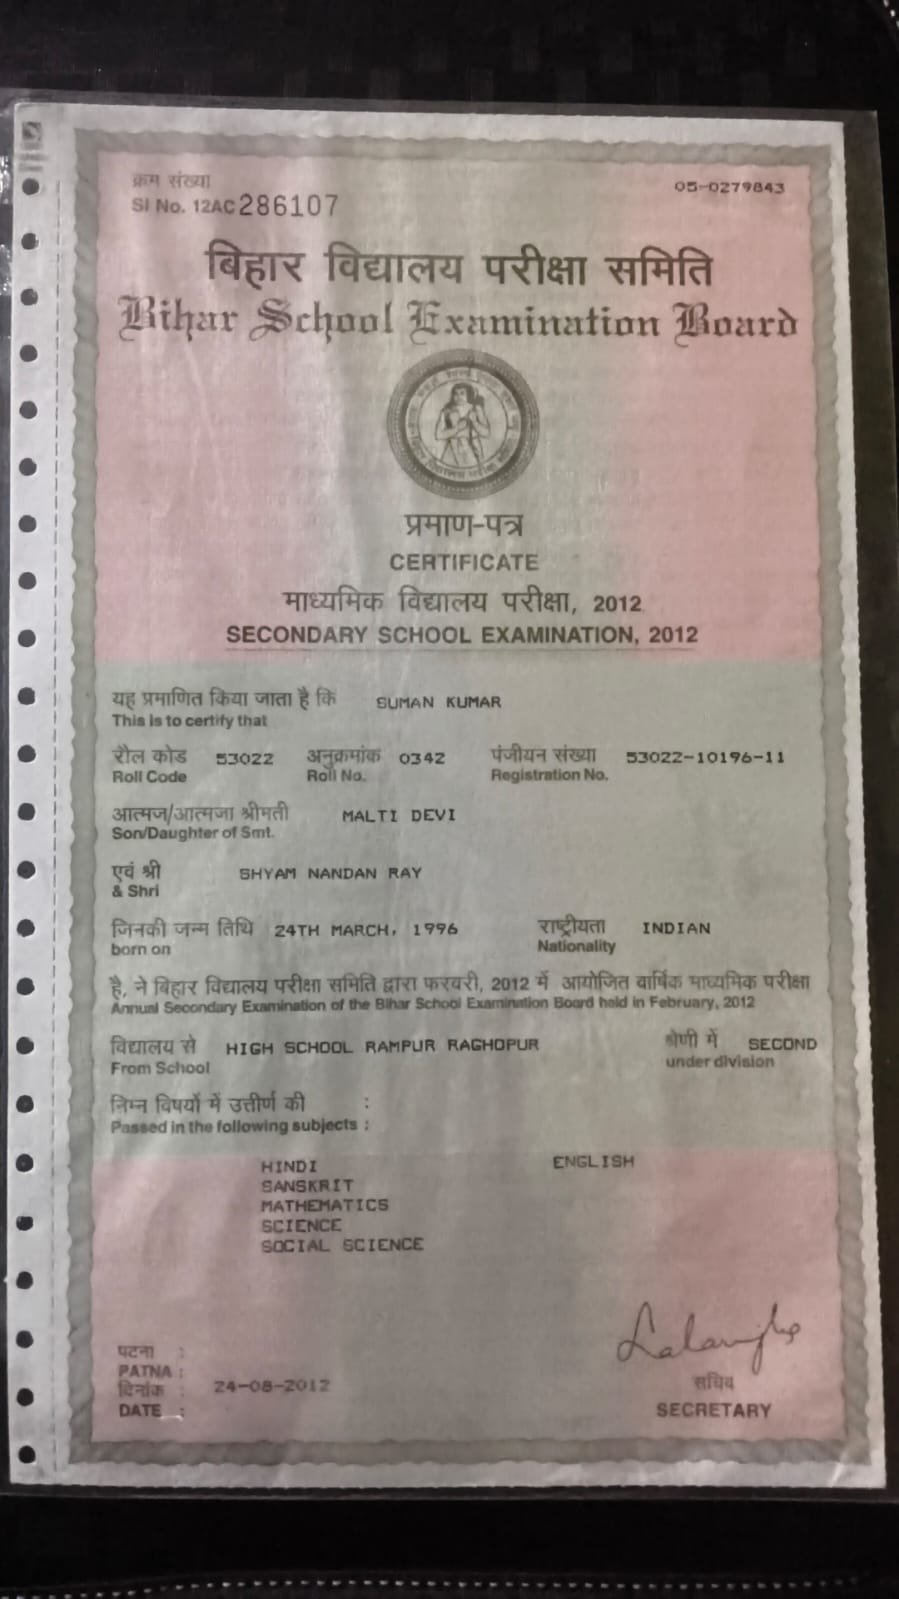 क्रम संख्या
Sl No. 12AC 286107
05-0279843
बिहार विद्यालय परीक्षा समिति
Bihar School Examination Board
प्रमाण-पत्र
CERTIFICATE
माध्यमिक विद्यालय परीक्षा, 2012
SECONDARY SCHOOL EXAMINATION, 2012
यह प्रमाणित किया जाता है कि SUMAN KUMAR
This is to certify that
रौल कोड 53022 अनुक्रमांक 0342 पंजीयन संख्या 53022-10196-11
Roll Code Roll No. Registration No.
आत्मज/आत्मजा श्रीमती MALTI DEVI
Son/Daughter of Smt.
एवं श्री SHYAM NANDAN RAY
& Shri
जिनकी जन्म तिथि 24TH MARCH, 1996 राष्ट्रीयता INDIAN
born on Nationality
है, ने बिहार विद्यालय परीक्षा समिति द्वारा फरवरी, 2012 में आयोजित वार्षिक माध्यमिक परीक्षा
Annual Secondary Examination of the Bihar School Examination Board held in February, 2012
विद्यालय से HIGH SCHOOL RAMPUR RAGHOPUR श्रेणी में SECOND
From School under division
निम्न विषयों में उत्तीर्ण की :
Passed in the following subjects :
HINDI ENGLISH
SANSKRIT
MATHEMATICS
SCIENCE
SOCIAL SCIENCE
पटना :
PATNA :
दिनांक : 24-08-2012
DATE :
सचिव
SECRETARY